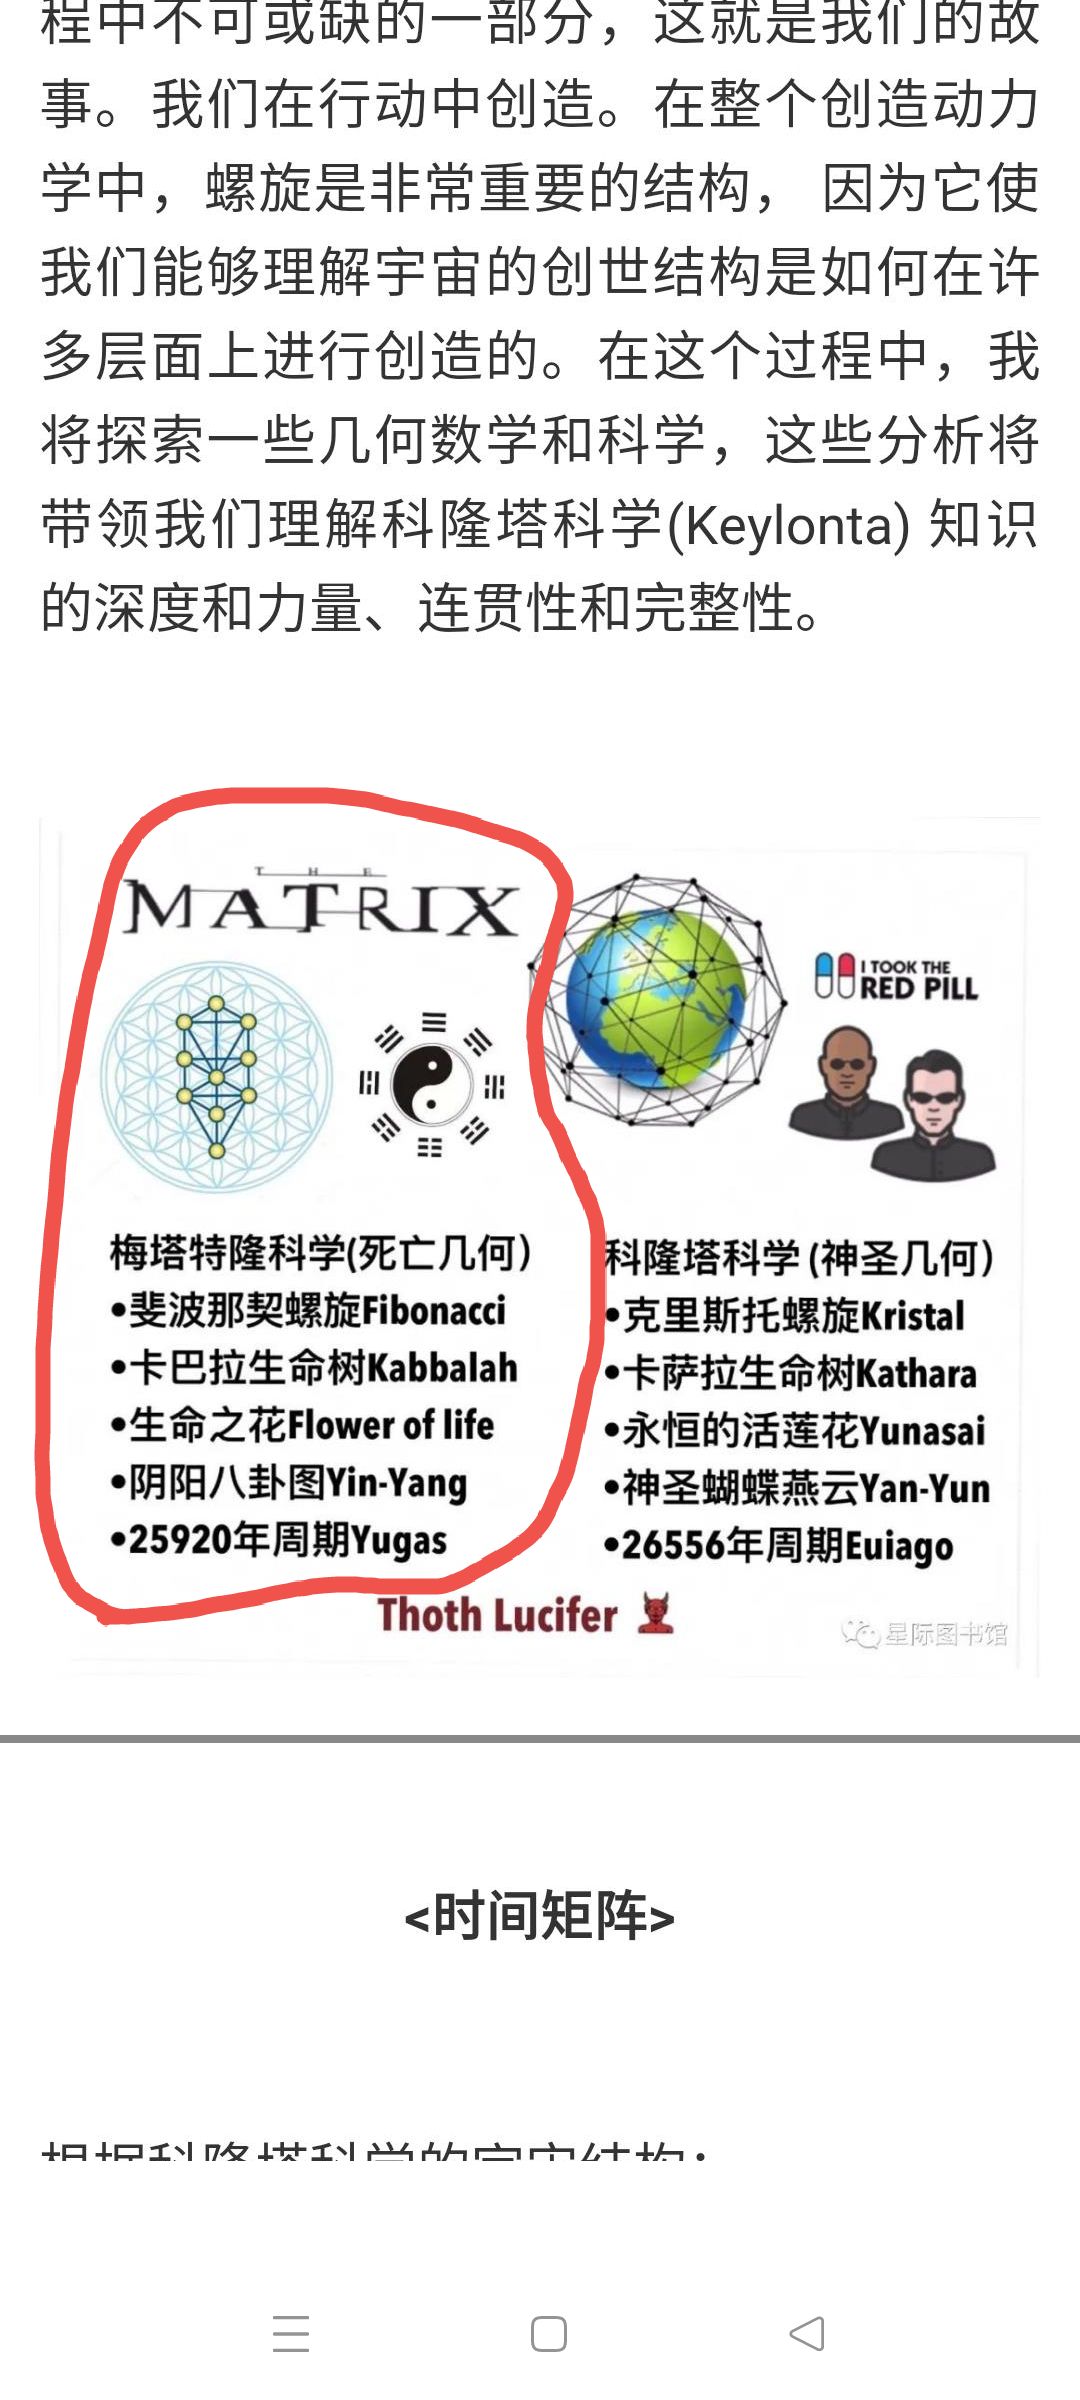 程中不可或缺的一部分，这就是我们的故
事。我们在行动中创造。在整个创造动力
学中，螺旋是非常重要的结构， 因为它使
我们能够理解宇宙的创世结构是如何在许
多层面上进行创造的。在这个过程中，我
将探索一些几何数学和科学，这些分析将
带领我们理解科隆塔科学(Keylonta) 知识
的深度和力量、连贯性和完整性。
THE
MATRIX
I TOOK THE
RED PILL
梅塔特隆科学(死亡几何）
•斐波那契螺旋Fibonacci
•卡巴拉生命树Kabbalah
•生命之花Flower of life
•阴阳八卦图Yin-Yang
•25920年周期Yugas
科隆塔科学 (神圣几何）
•克里斯托螺旋Kristal
•卡萨拉生命树Kathara
•永恒的活莲花Yunasai
•神圣蝴蝶燕云Yan-Yun
•26556年周期Euiago
Thoth Lucifer
星际图书馆
<时间矩阵>
根据科隆塔科学的宇宙结构：